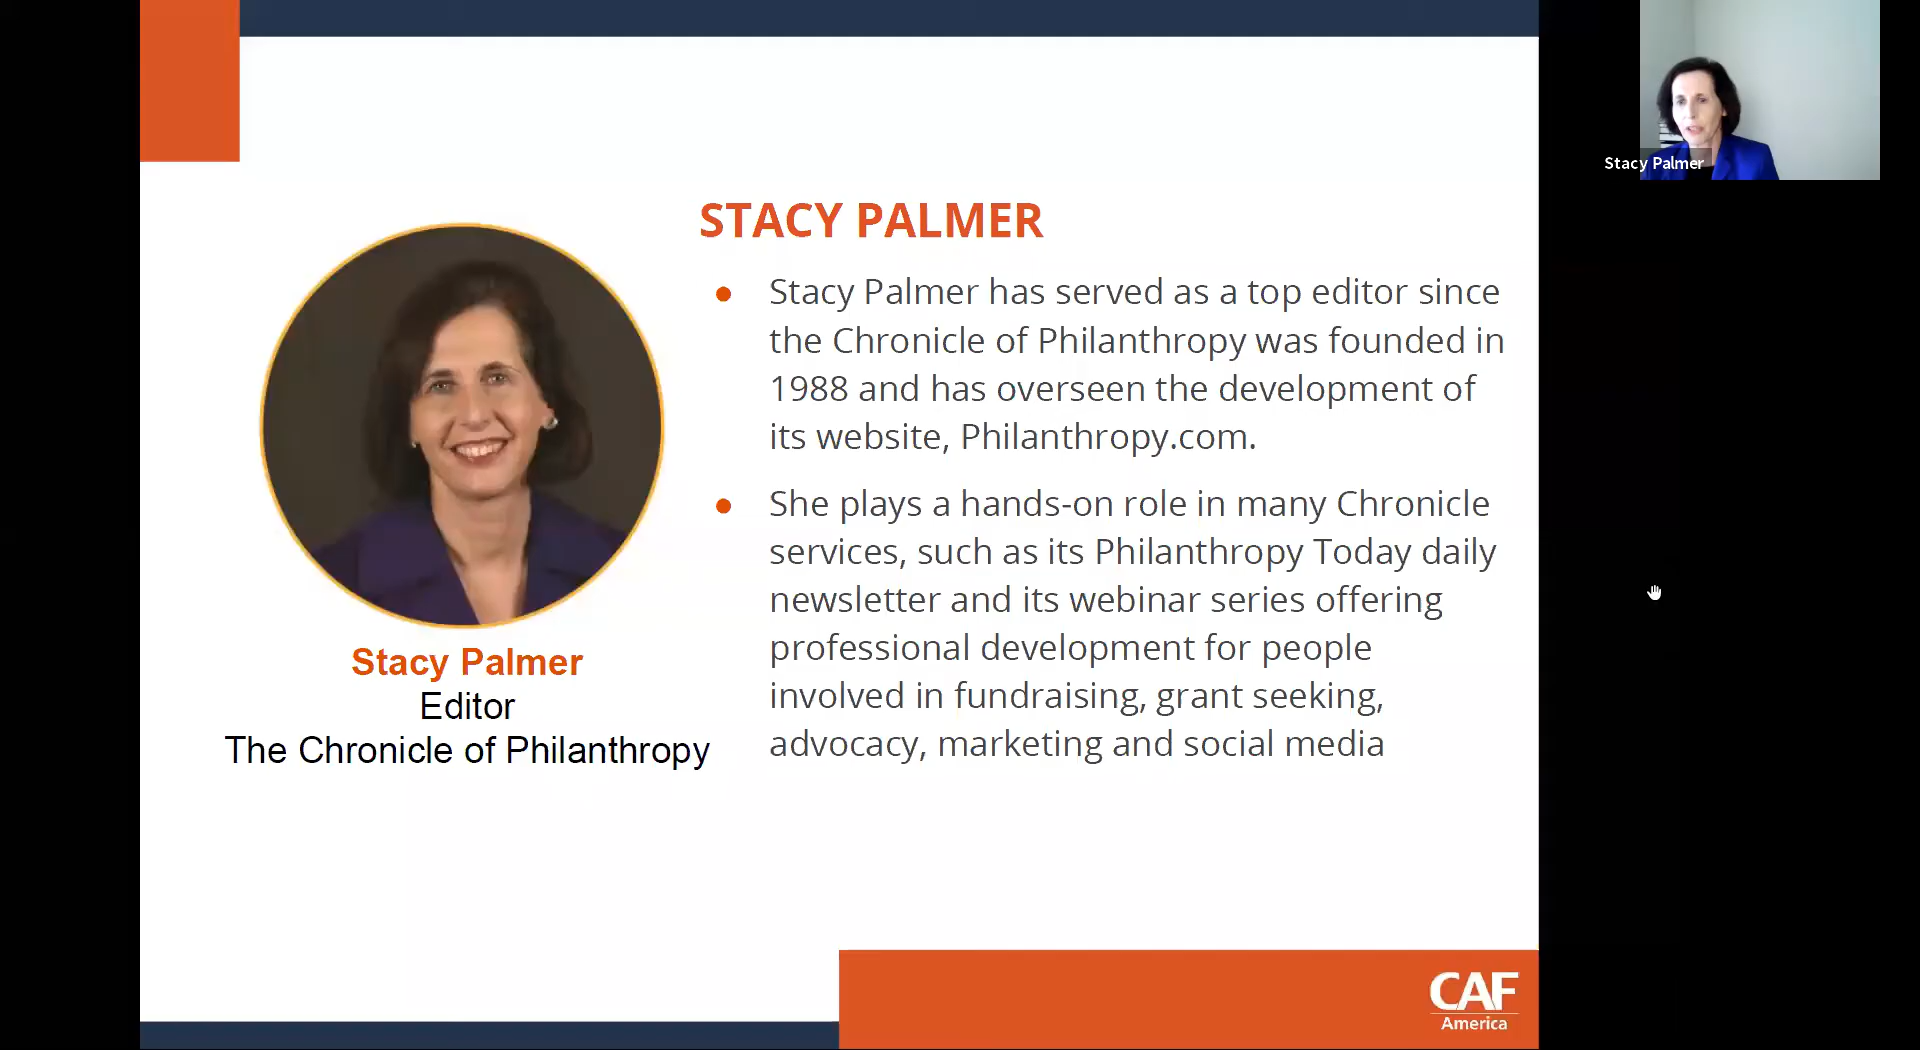 Stacy Palmer
STACY PALMER
Stacy Palmer has served as a top editor since
the Chronicle of Philanthropy was founded in
1988 and has overseen the development of
its website, Philanthropy.com.
She plays a hands-on role in many Chronicle
services, such as its Philanthropy Today daily
newsletter and its webinar series offering
professional development for people
involved in fundraising, grant seeking,
advocacy, marketing and social media
Stacy Palmer
Editor
The Chronicle of Philanthropy
CAF
America